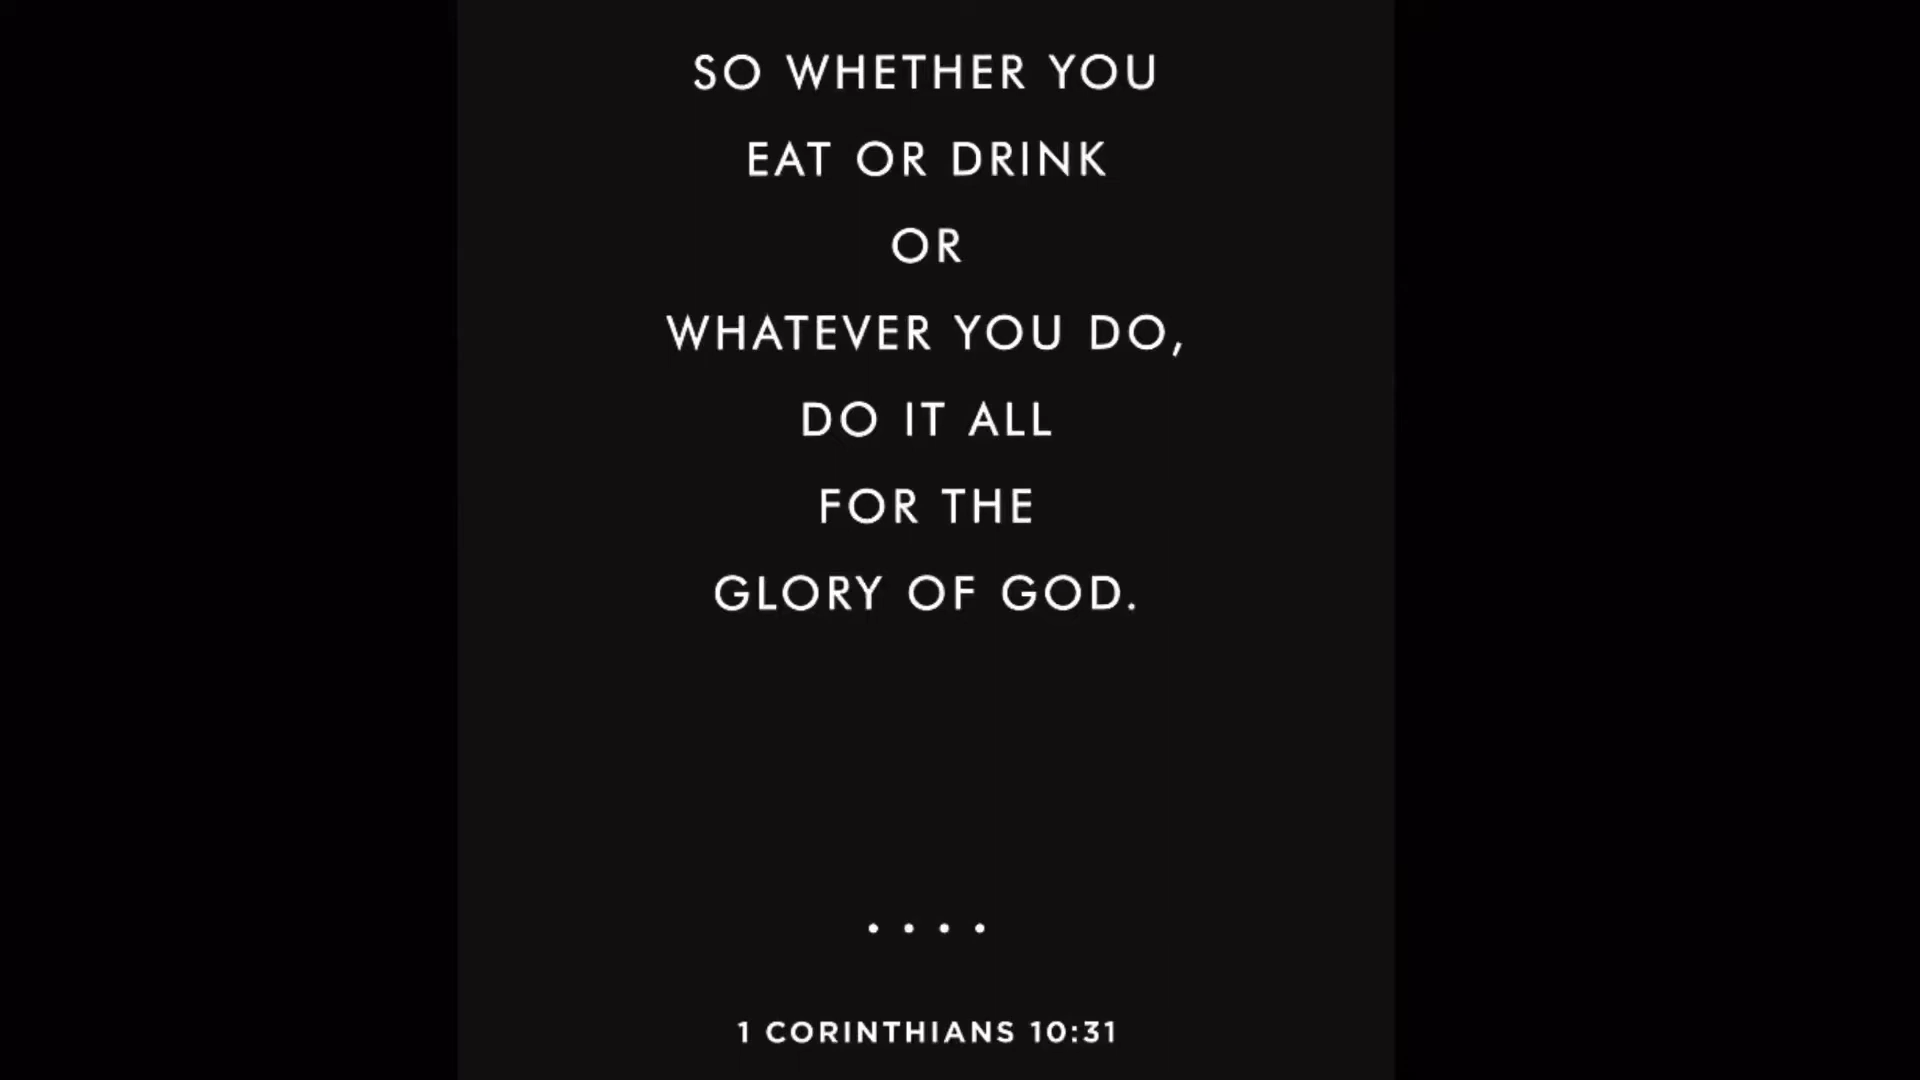 SO WHETHER YOU
EAT OR DRINK
OR
WHATEVER YOU DO,
DO IT ALL
FOR THE
GLORY OF GOD.
• • • •
1 CORINTHIANS 10:31